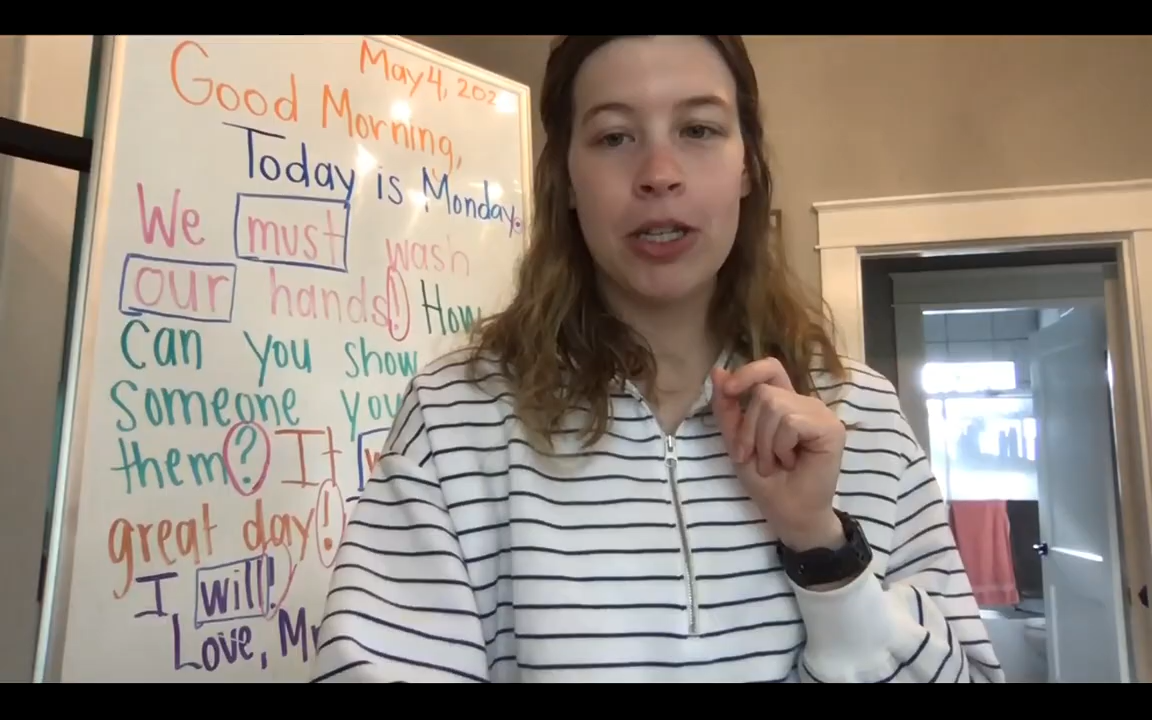 May 4, 202
Good Morning,
Today is Monday.
We must wash
our hands! How
Can you show
someone you
them? It
great day!
I will!
Love, Mr